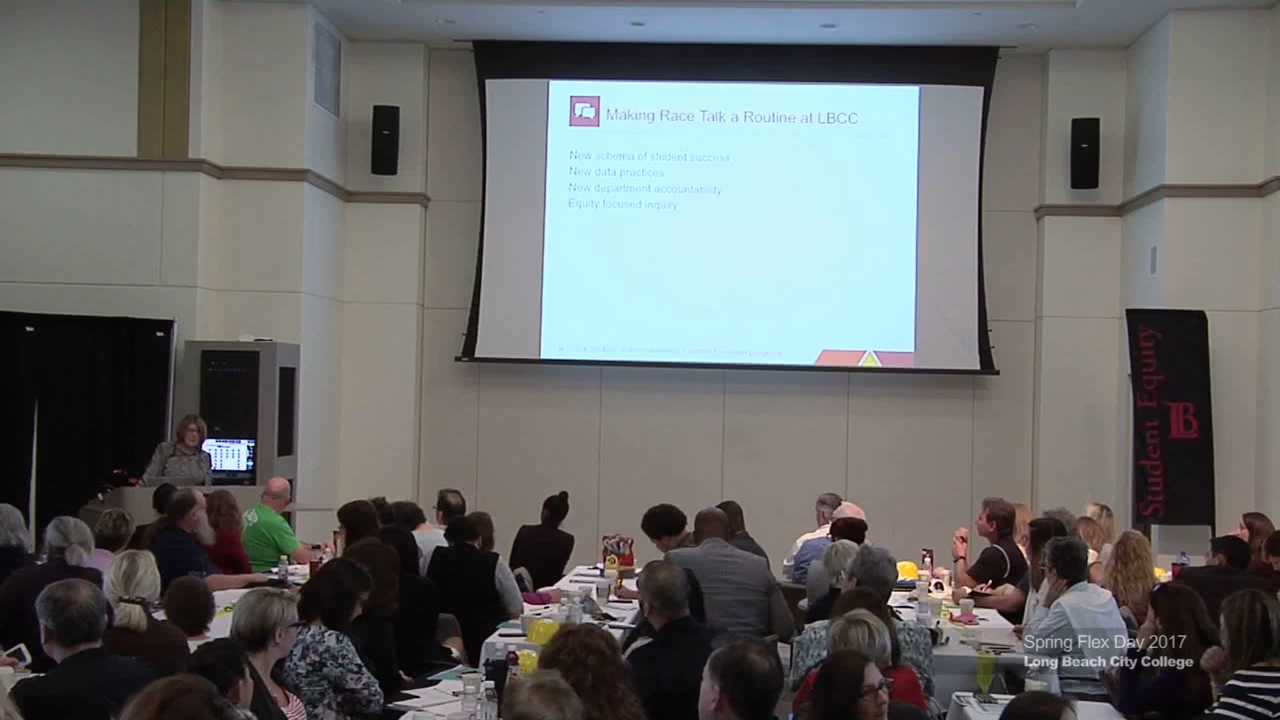 Making Race Talk a Routine at LBCC
New schema of student success
New data practices
New department accountability
Equity focused inquiry
Student Equity
LB
Spring Flex Day 2017
Long Beach City College